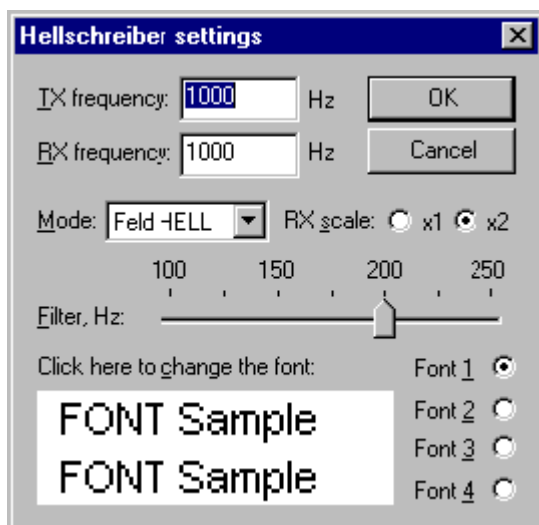 Hellschreiber settings
TX frequency: 1000 Hz OK
RX frequency: 1000 Hz Cancel
Mode: Feld HELL RX scale: x1 x2
100 150 200 250
Filter, Hz:
Click here to change the font: Font 1
FONT Sample Font 2
Font 3
FONT Sample Font 4